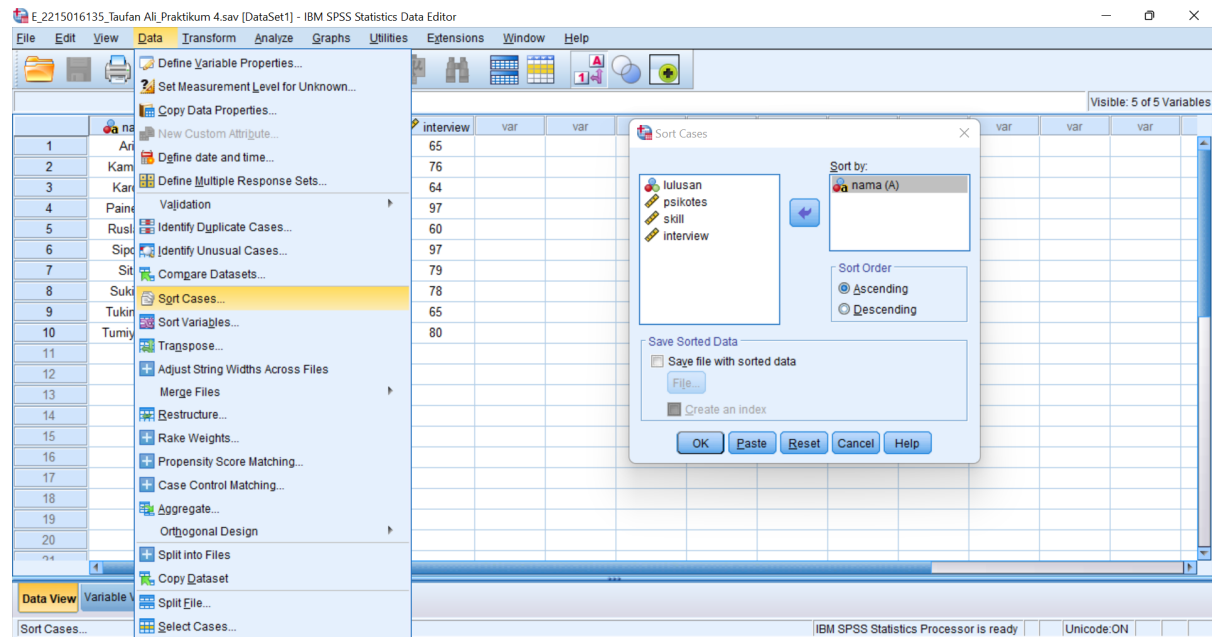 E_2215016135_Taufan Ali_Praktikum 4.sav [DataSet1] - IBM SPSS Statistics Data Editor
File Edit View Data Transform Analyze Graphs Utilities Extensions Window Help
Visible: 5 of 5 Variables
interview var var var var var
1 65
2 76
3 64
4 97
5 60
6 97
7 79
8 78
9 65
10 80
11
12
13
14
15
16
17
18
19
20
Define Variable Properties...
Set Measurement Level for Unknown...
Copy Data Properties...
New Custom Attribute...
Define date and time...
Define Multiple Response Sets...
Validation
Identify Duplicate Cases...
Identify Unusual Cases...
Compare Datasets...
Sort Cases...
Sort Variables...
Transpose...
Adjust String Widths Across Files
Merge Files
Restructure...
Rake Weights...
Propensity Score Matching...
Case Control Matching...
Aggregate...
Orthogonal Design
Split into Files
Copy Dataset
Split File...
Select Cases...
Sort Cases
Sort by:
lulusan
psikotes
skill
interview
nama (A)
Sort Order
Ascending
Descending
Save Sorted Data
Save file with sorted data
File...
Create an index
OK Paste Reset Cancel Help
Data View Variable V
Sort Cases... IBM SPSS Statistics Processor is ready Unicode:ON